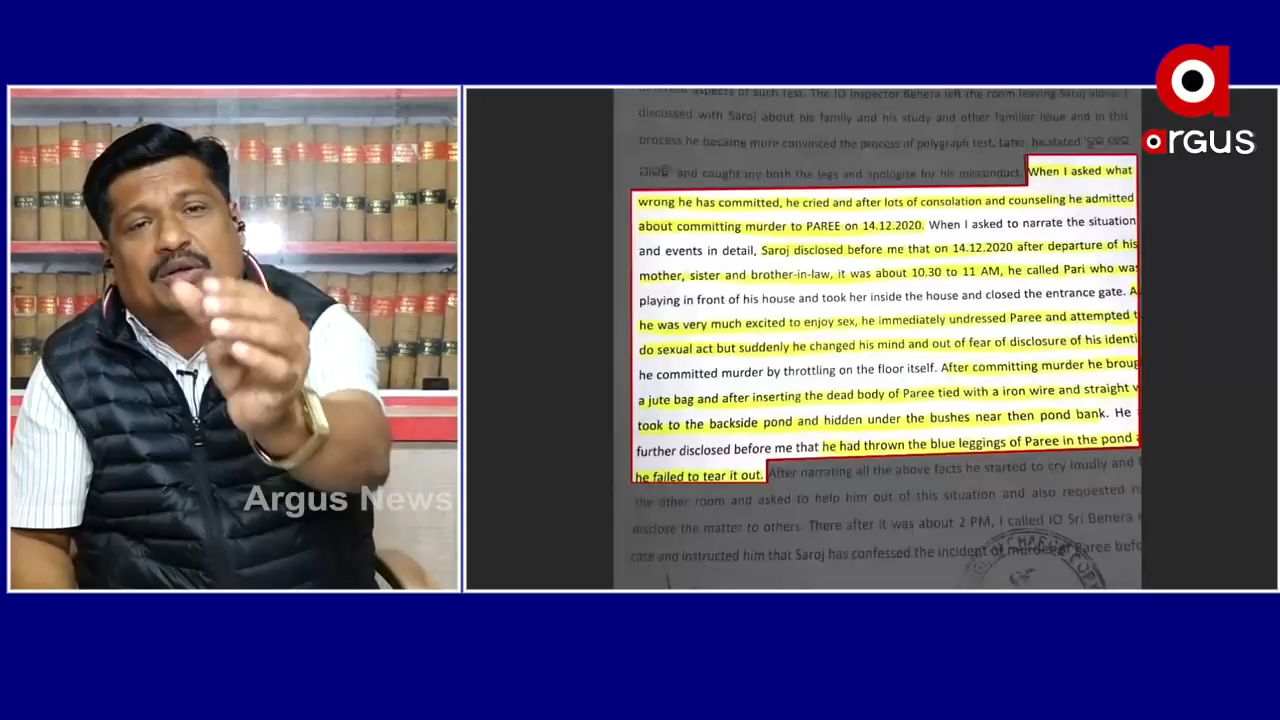 argus
Argus News
different aspects of such test. The IO Inspector Behera left the room leaving Saroj alone. I
discussed with Saroj about his family and his study and other familiar issue and in this
process he became more convinced the process of polygraph test. Later, he stated
and caught my both the legs and apologize for his misconduct. When I asked what
wrong he has committed, he cried and after lots of consolation and counseling he admitted
about committing murder to PAREE on 14.12.2020. When I asked to narrate the situation
and events in detail, Saroj disclosed before me that on 14.12.2020 after departure of his
mother, sister and brother-in-law, it was about 10.30 to 11 AM, he called Pari who was
playing in front of his house and took her inside the house and closed the entrance gate.
he was very much excited to enjoy sex, he immediately undressed Paree and attempted
do sexual act but suddenly he changed his mind and out of fear of disclosure of his identi
he committed murder by throttling on the floor itself. After committing murder he broug
a jute bag and after inserting the dead body of Paree tied with a iron wire and straight
took to the backside pond and hidden under the bushes near then pond bank. He
further disclosed before me that he had thrown the blue leggings of Paree in the pond
he failed to tear it out. After narrating all the above facts he started to cry loudly and
the other room and asked to help him out of this situation and also requested
disclose the matter to others. There after it was about 2 PM, I called IO Sri Behera
case and instructed him that Saroj has confessed the incident of murder of Paree befo